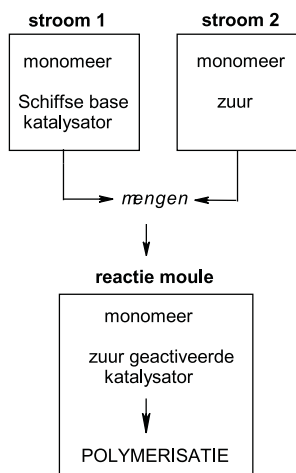 stroom 1
monomeer
Schiffse base
katalysator
stroom 2
monomeer
zuur
mengen
reactie moule
monomeer
zuur geactiveerde
katalysator
POLYMERISATIE